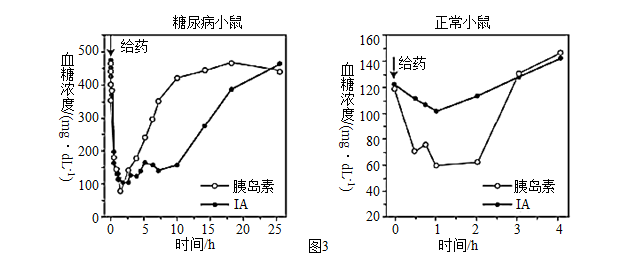 糖尿病小鼠
给药
血糖浓度/(mg·dL-1)
500
400
300
200
100
0
0 5 10 15 20 25
时间/h
胰岛素
IA
图3
正常小鼠
给药
血糖浓度/(mg·dL-1)
160
140
120
100
80
60
40
20
0 1 2 3 4
时间/h
胰岛素
IA